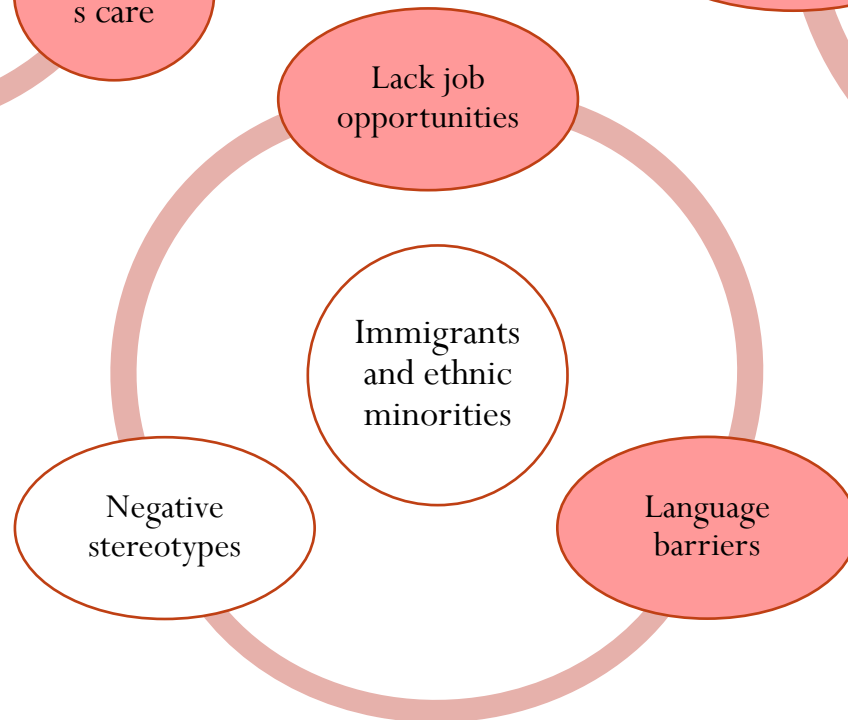 s care
Lack job
opportunities
Immigrants
and ethnic
minorities
Negative
stereotypes
Language
barriers